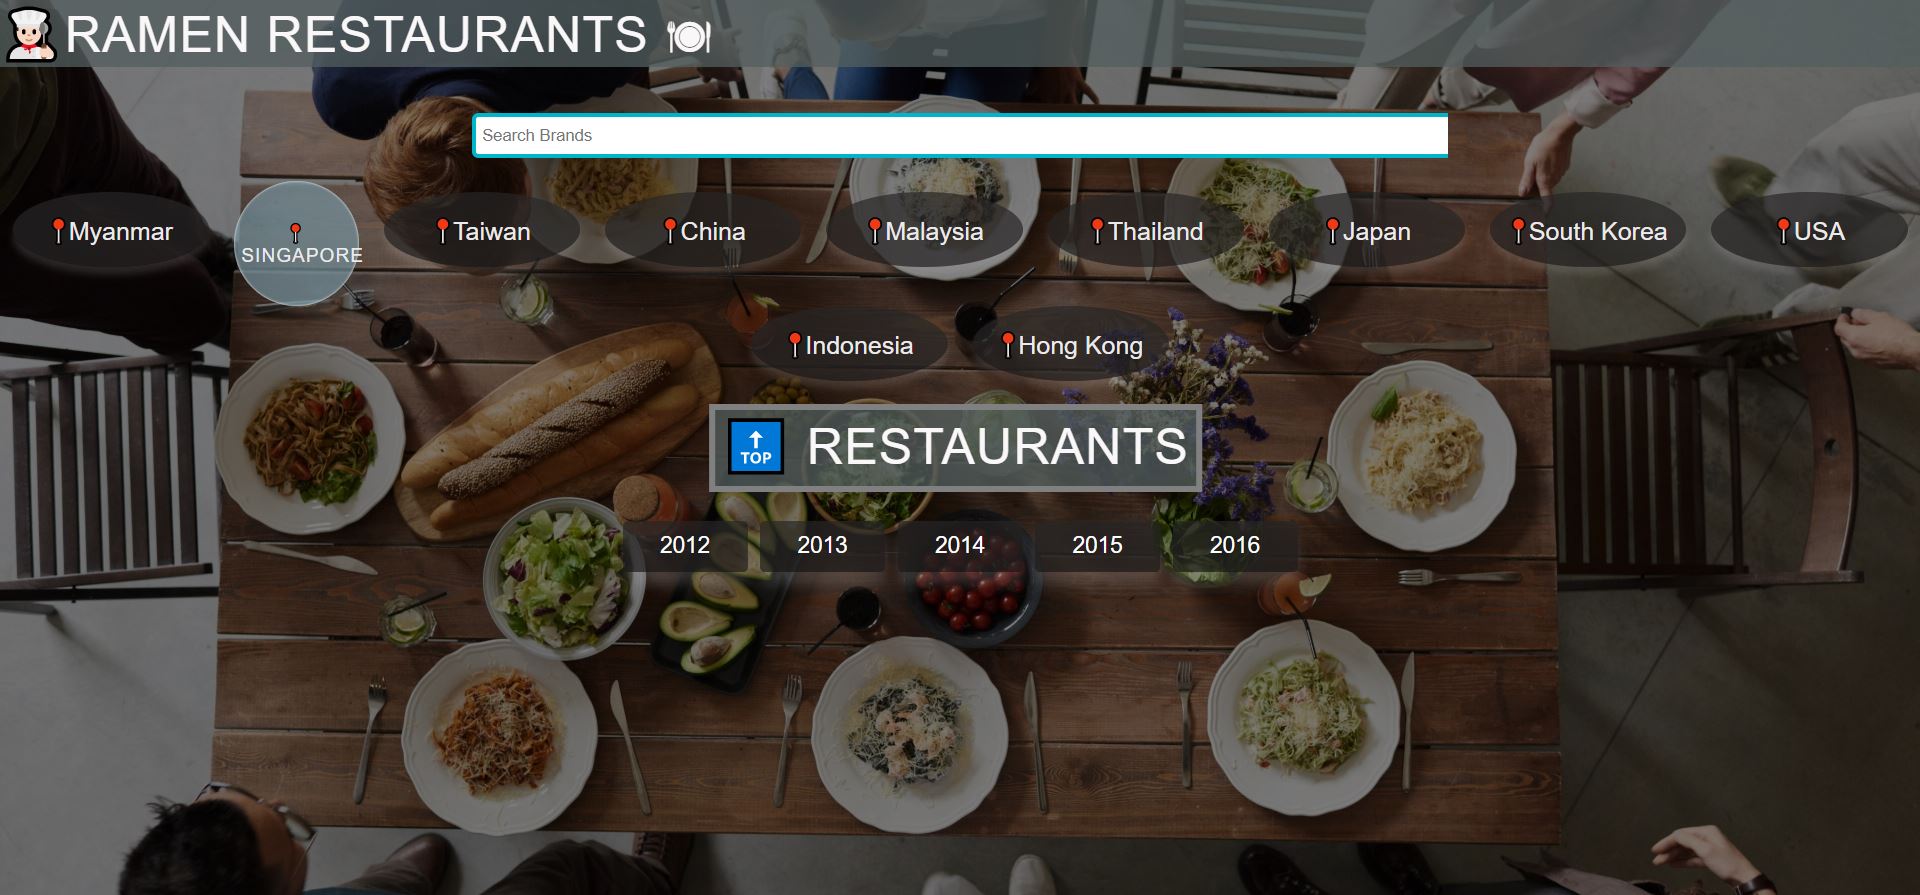 RAMEN RESTAURANTS
Search Brands
Myanmar
SINGAPORE
Taiwan
China
Malaysia
Thailand
Japan
South Korea
USA
Indonesia
Hong Kong
TOP RESTAURANTS
2012
2013
2014
2015
2016